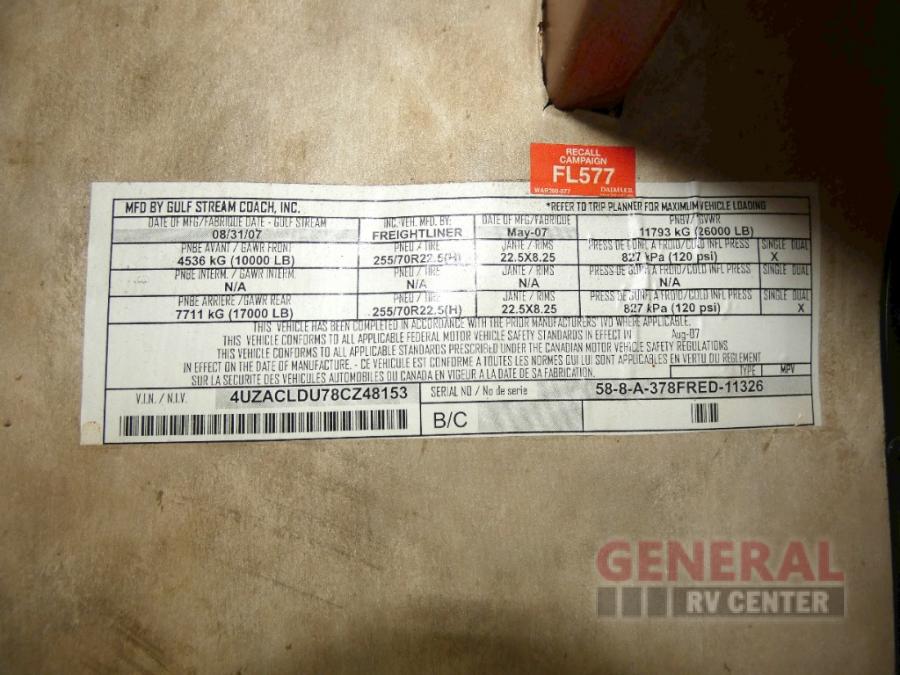 RECALL
CAMPAIGN
FL577
DAIMLER
MFD BY GULF STREAM COACH, INC. *REFER TO TRIP PLANNER FOR MAXIMUM VEHICLE LOADING
DATE OF MFG/FABRIQUE DATE - GULF STREAM INC. VEH. MFD. BY: DATE OF MFG/FABRIQUE PNBV/ GVWR
08/31/07 FREIGHTLINER May-07 11793 kG (26000 LB)
PNBE AVANT / GAWR FRONT PNEU / TIRE JANTE / RIMS PRESS DE GONFL A FROID/COLD INFL PRESS SINGLE DUAL
4536 kG (10000 LB) 255/70R22.5(H) 22.5X8.25 827 kPa (120 psi) X
PNBE INTERM. / GAWR INTERM. PNEU / TIRE JANTE / RIMS PRESS DE GONFL A FROID/COLD INFL PRESS SINGLE DUAL
N/A N/A N/A N/A
PNBE ARRIERE /GAWR REAR PNEU / TIRE JANTE / RIMS PRESS DE GONFL A FROID/COLD INFL PRESS SINGLE DUAL
7711 kG (17000 LB) 255/70R22.5(H) 22.5X8.25 827 kPa (120 psi) X
THIS VEHICLE HAS BEEN COMPLETED IN ACCORDANCE WITH THE PRIOR MANUFACTURERS' IVD WHERE APPLICABLE.
THIS VEHICLE CONFORMS TO ALL APPLICABLE FEDERAL MOTOR VEHICLE SAFETY STANDARDS IN EFFECT IN Aug-07
THIS VEHICLE CONFORMS TO ALL APPLICABLE STANDARDS PRESCRIBED UNDER THE CANADIAN MOTOR VEHICLE SAFETY REGULATIONS
IN EFFECT ON THE DATE OF MANUFACTURE. - CE VEHICULE EST CONFORME A TOUTES LES NORMES QUI LUI SONT APPLICABLES EN VERTU DU REGLEMENT
SUR LA SECURITE DES VEHICULES AUTOMOBILES DU CANADA EN VIGEUR A LA DATE DE SA FABRICATION. TYPE MPV
V.I.N. / N.I.V. 4UZACLDU78CZ48153 SERIAL NO / No de serie 58-8-A-378FRED-11326
B/C
GENERAL
RV CENTER